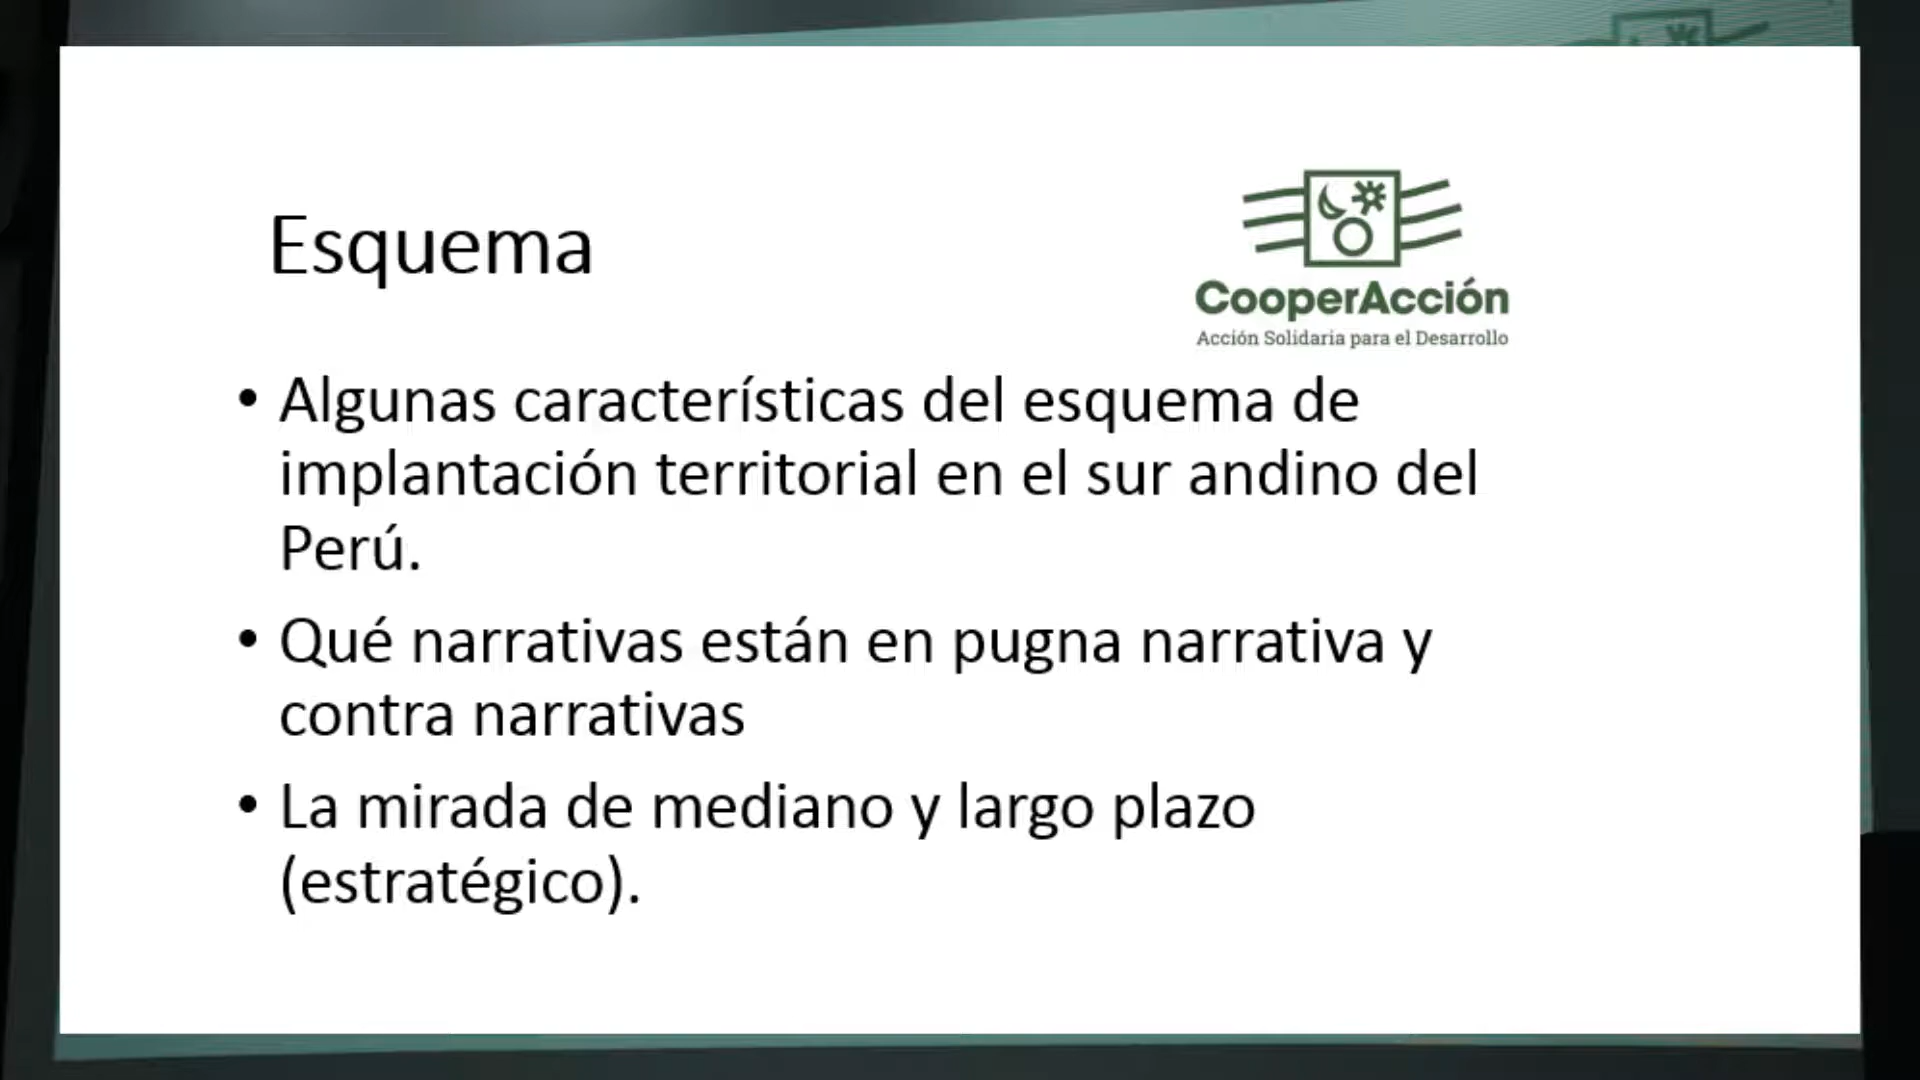 Esquema
CooperAcción
Acción Solidaria para el Desarrollo
• Algunas características del esquema de
implantación territorial en el sur andino del
Perú.
• Qué narrativas están en pugna narrativa y
contra narrativas
• La mirada de mediano y largo plazo
(estratégico).